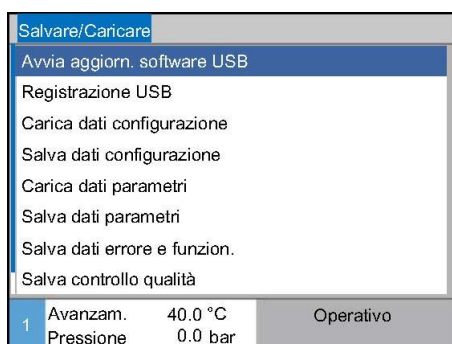 Salvare/Caricare
Avvia aggiorn. software USB
Registrazione USB
Carica dati configurazione
Salva dati configurazione
Carica dati parametri
Salva dati parametri
Salva dati errore e funzion.
Salva controllo qualità
1 Avanzam. 40.0 °C Operativo
Pressione 0.0 bar